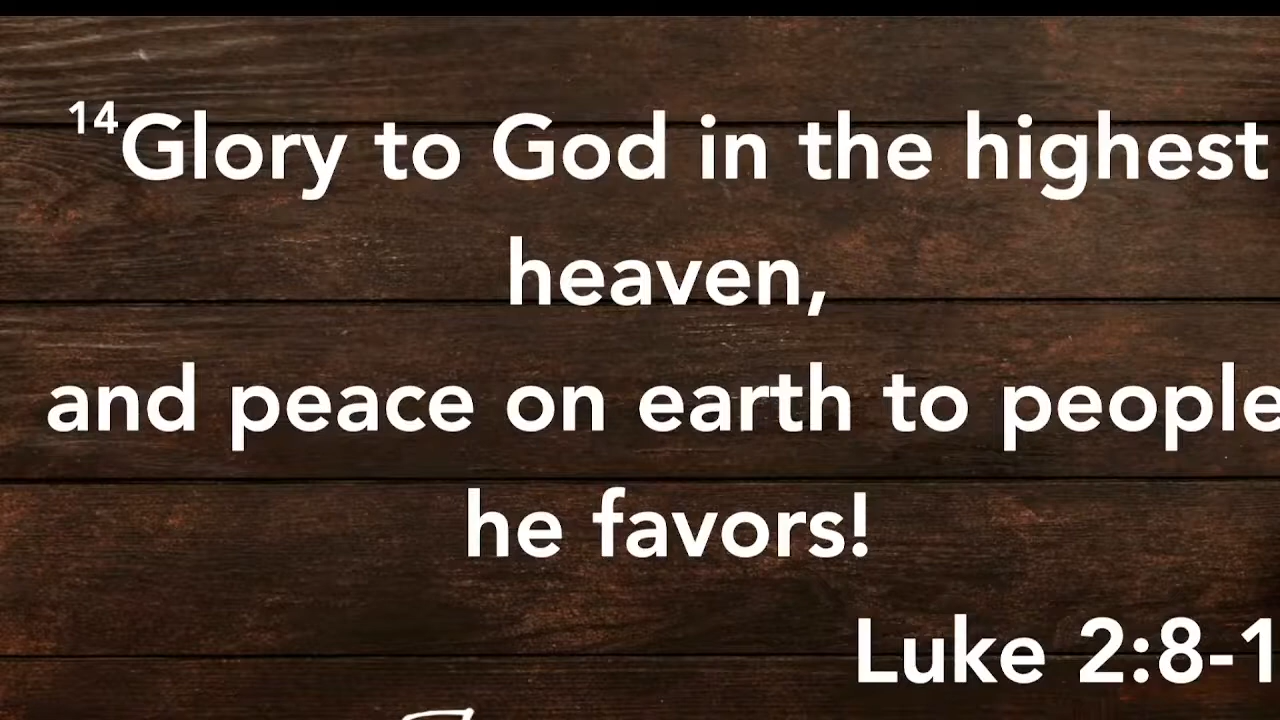 14Glory to God in the highest
heaven,
and peace on earth to people
he favors!
Luke 2:8-1